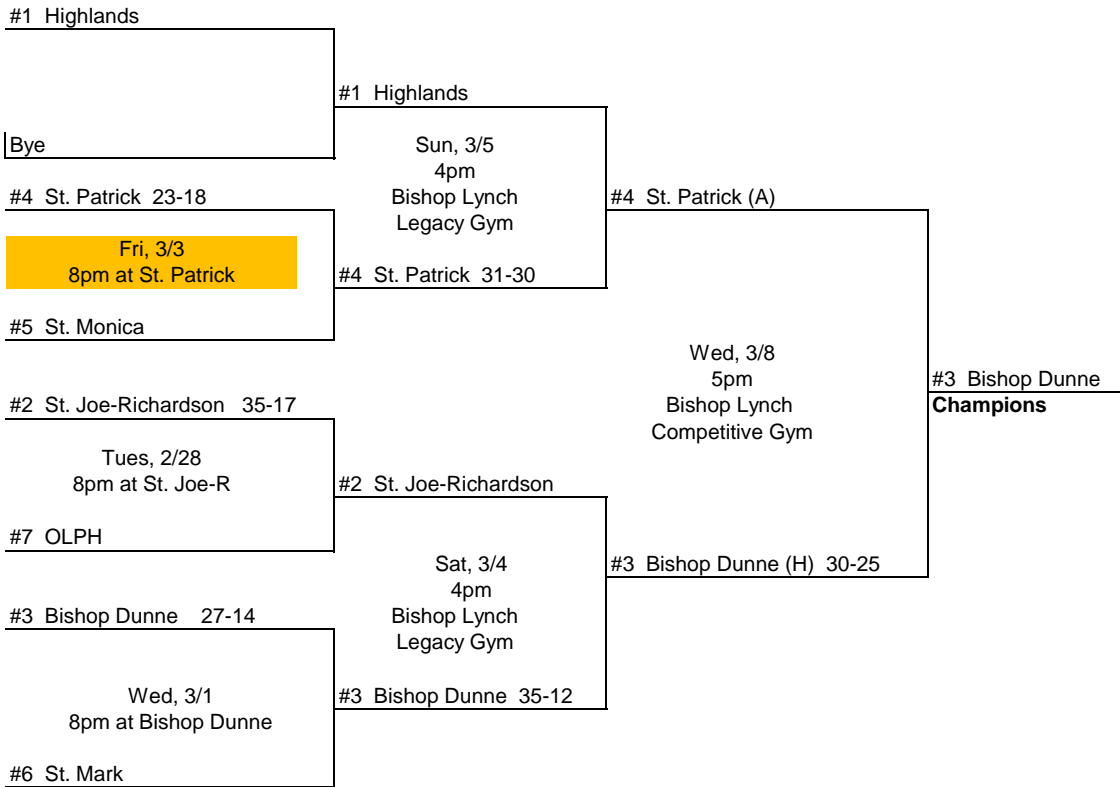 #1 Highlands
#1 Highlands
Bye
Sun, 3/5
4pm
Bishop Lynch
Legacy Gym
#4 St. Patrick 23-18
#4 St. Patrick (A)
Fri, 3/3
8pm at St. Patrick
#4 St. Patrick 31-30
#5 St. Monica
Wed, 3/8
5pm
Bishop Lynch
Competitive Gym
#3 Bishop Dunne
Champions
#2 St. Joe-Richardson 35-17
Tues, 2/28
8pm at St. Joe-R
#2 St. Joe-Richardson
#7 OLPH
Sat, 3/4
4pm
Bishop Lynch
Legacy Gym
#3 Bishop Dunne (H) 30-25
#3 Bishop Dunne 27-14
Wed, 3/1
8pm at Bishop Dunne
#3 Bishop Dunne 35-12
#6 St. Mark